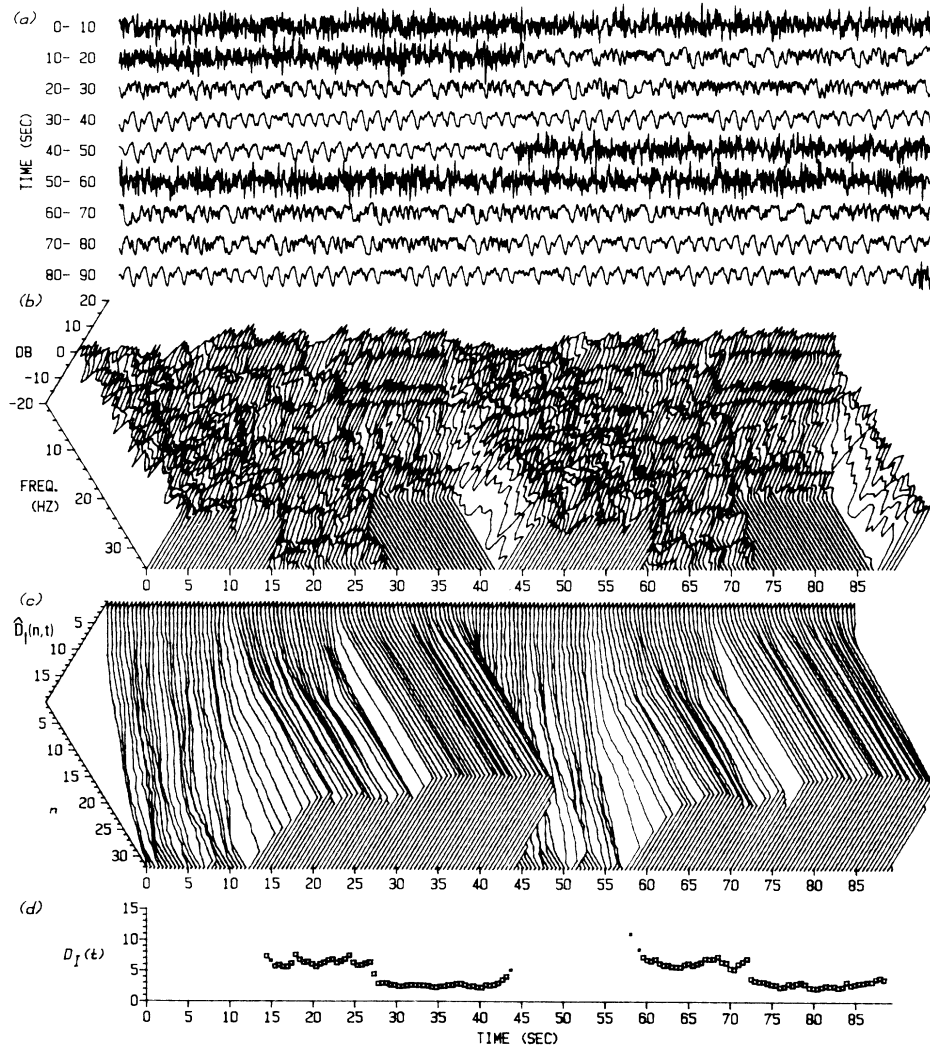 (a)
TIME (SEC)
0- 10
10- 20
20- 30
30- 40
40- 50
50- 60
60- 70
70- 80
80- 90
(b)
20
10
DB 0
-10
-20
10
FREQ. 20
(HZ)
30
0 5 10 15 20 25 30 35 40 45 50 55 60 65 70 75 80 85
(c)
5
D̂I(n,t) 10
15
5
10
15
n 20
25
30
0 5 10 15 20 25 30 35 40 45 50 55 60 65 70 75 80 85
(d)
15
10
DI(t)
5
0
0 5 10 15 20 25 30 35 40 45 50 55 60 65 70 75 80 85
TIME (SEC)